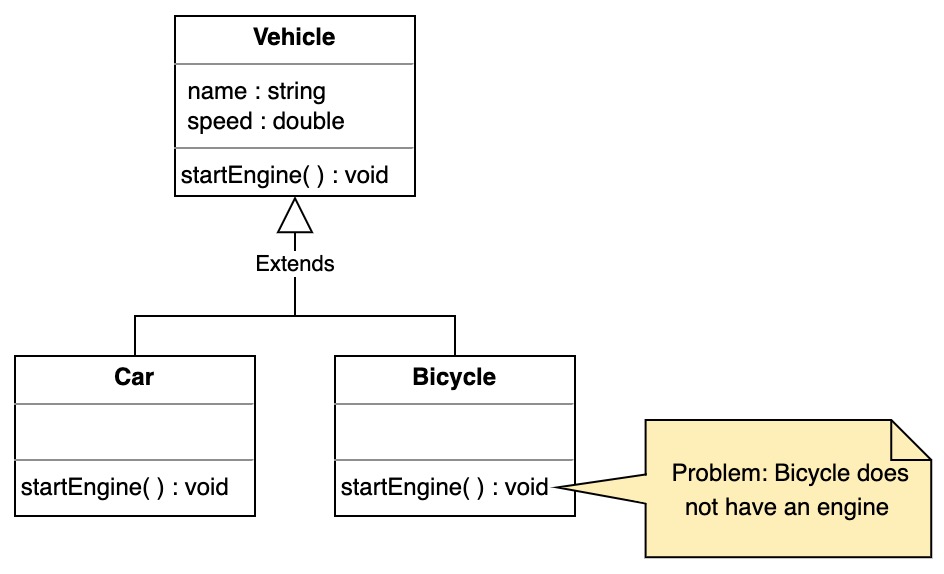 Vehicle
name : string
speed : double
startEngine( ) : void
Extends
Car
startEngine( ) : void
Bicycle
startEngine( ) : void
Problem: Bicycle does
not have an engine